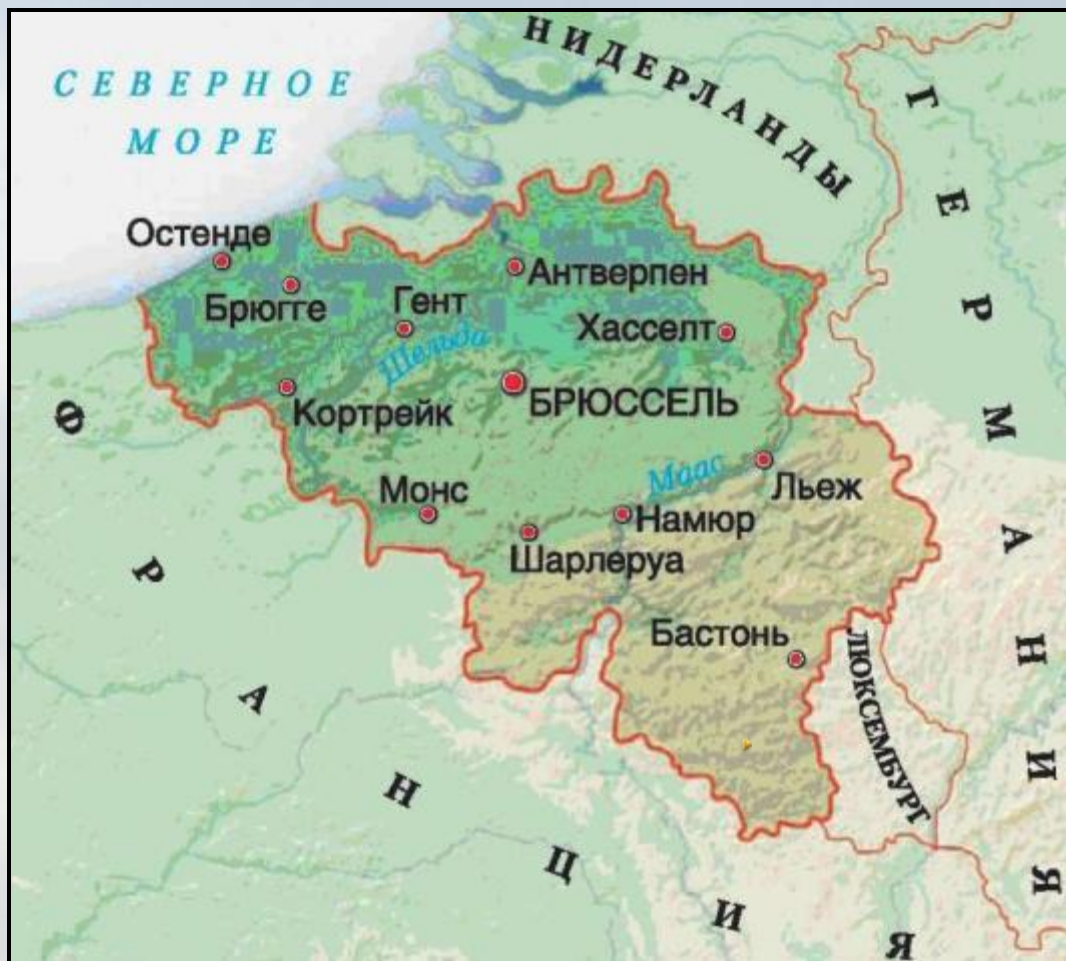 СЕВЕРНОЕ
МОРЕ
НИДЕРЛАНДЫ
ГЕРМАНИЯ
Остенде
Брюгге
Гент
Антверпен
Хасселт
Шельда
Кортрейк
БРЮССЕЛЬ
Маас
Льеж
Монс
Намюр
Шарлеруа
Бастонь
ЛЮКСЕМБУРГ
ФРАНЦИЯ